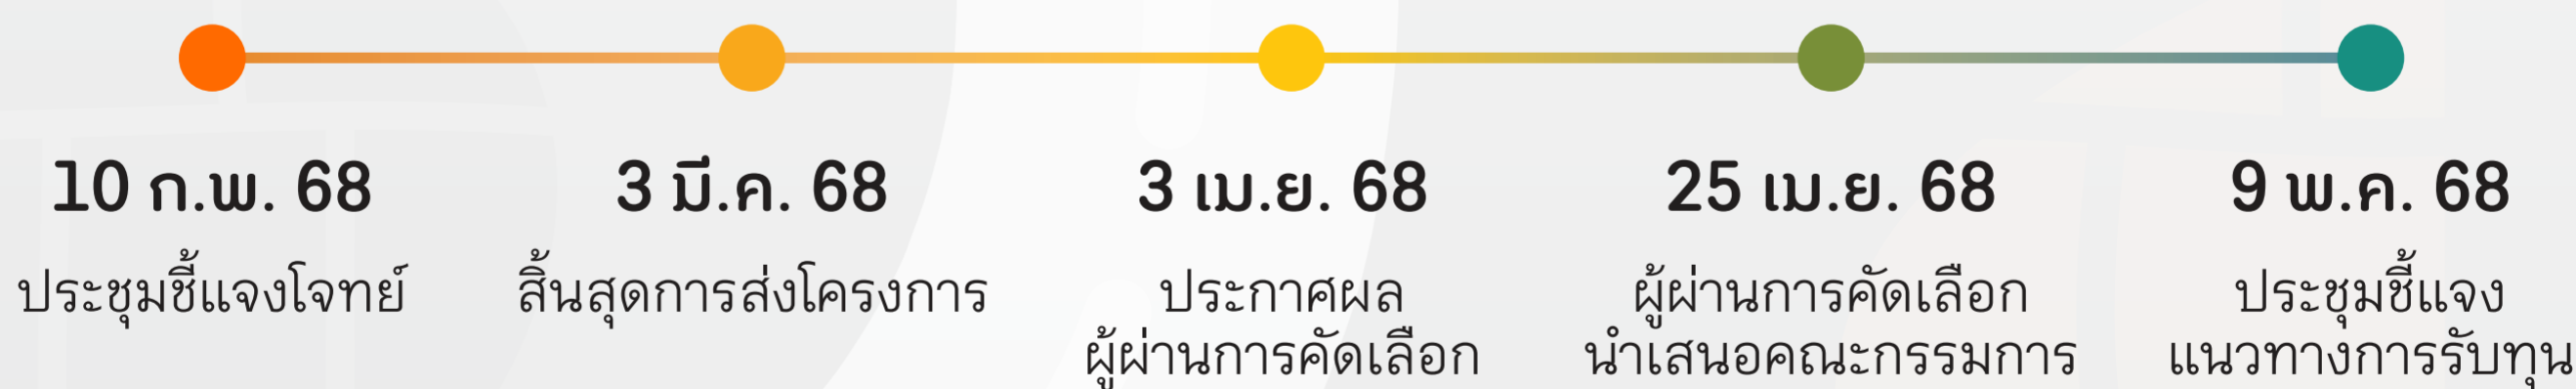 10 ก.พ. 68
ประชุมชี้แจงโจทย์
3 มี.ค. 68
สิ้นสุดการส่งโครงการ
3 เม.ย. 68
ประกาศผล
ผู้ผ่านการคัดเลือก
25 เม.ย. 68
ผู้ผ่านการคัดเลือก
นำเสนอคณะกรรมการ
9 พ.ค. 68
ประชุมชี้แจง
แนวทางการรับทุน